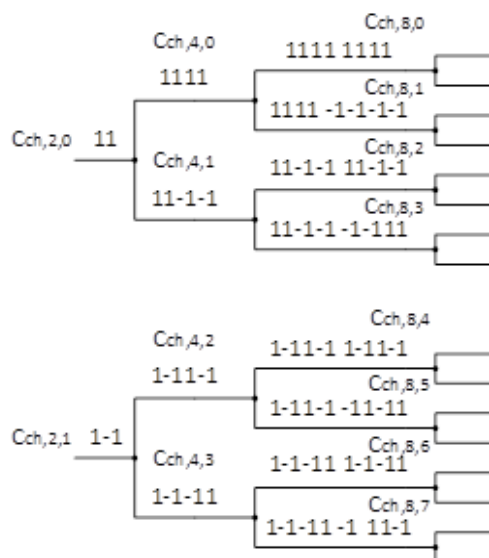 Cch,8,0
Cch,4,0
1111 1111
1111
Cch,8,1
1111 -1-1-1-1
Cch,2,0 11
Cch,8,2
Cch,4,1
11-1-1 11-1-1
11-1-1
Cch,8,3
11-1-1 -1-111
Cch,8,4
Cch,4,2
1-11-1 1-11-1
1-11-1
Cch,8,5
1-11-1 -11-11
Cch,2,1 1-1
Cch,8,6
Cch,4,3
1-1-11 1-1-11
1-1-11
Cch,8,7
1-1-11 -1 11-1